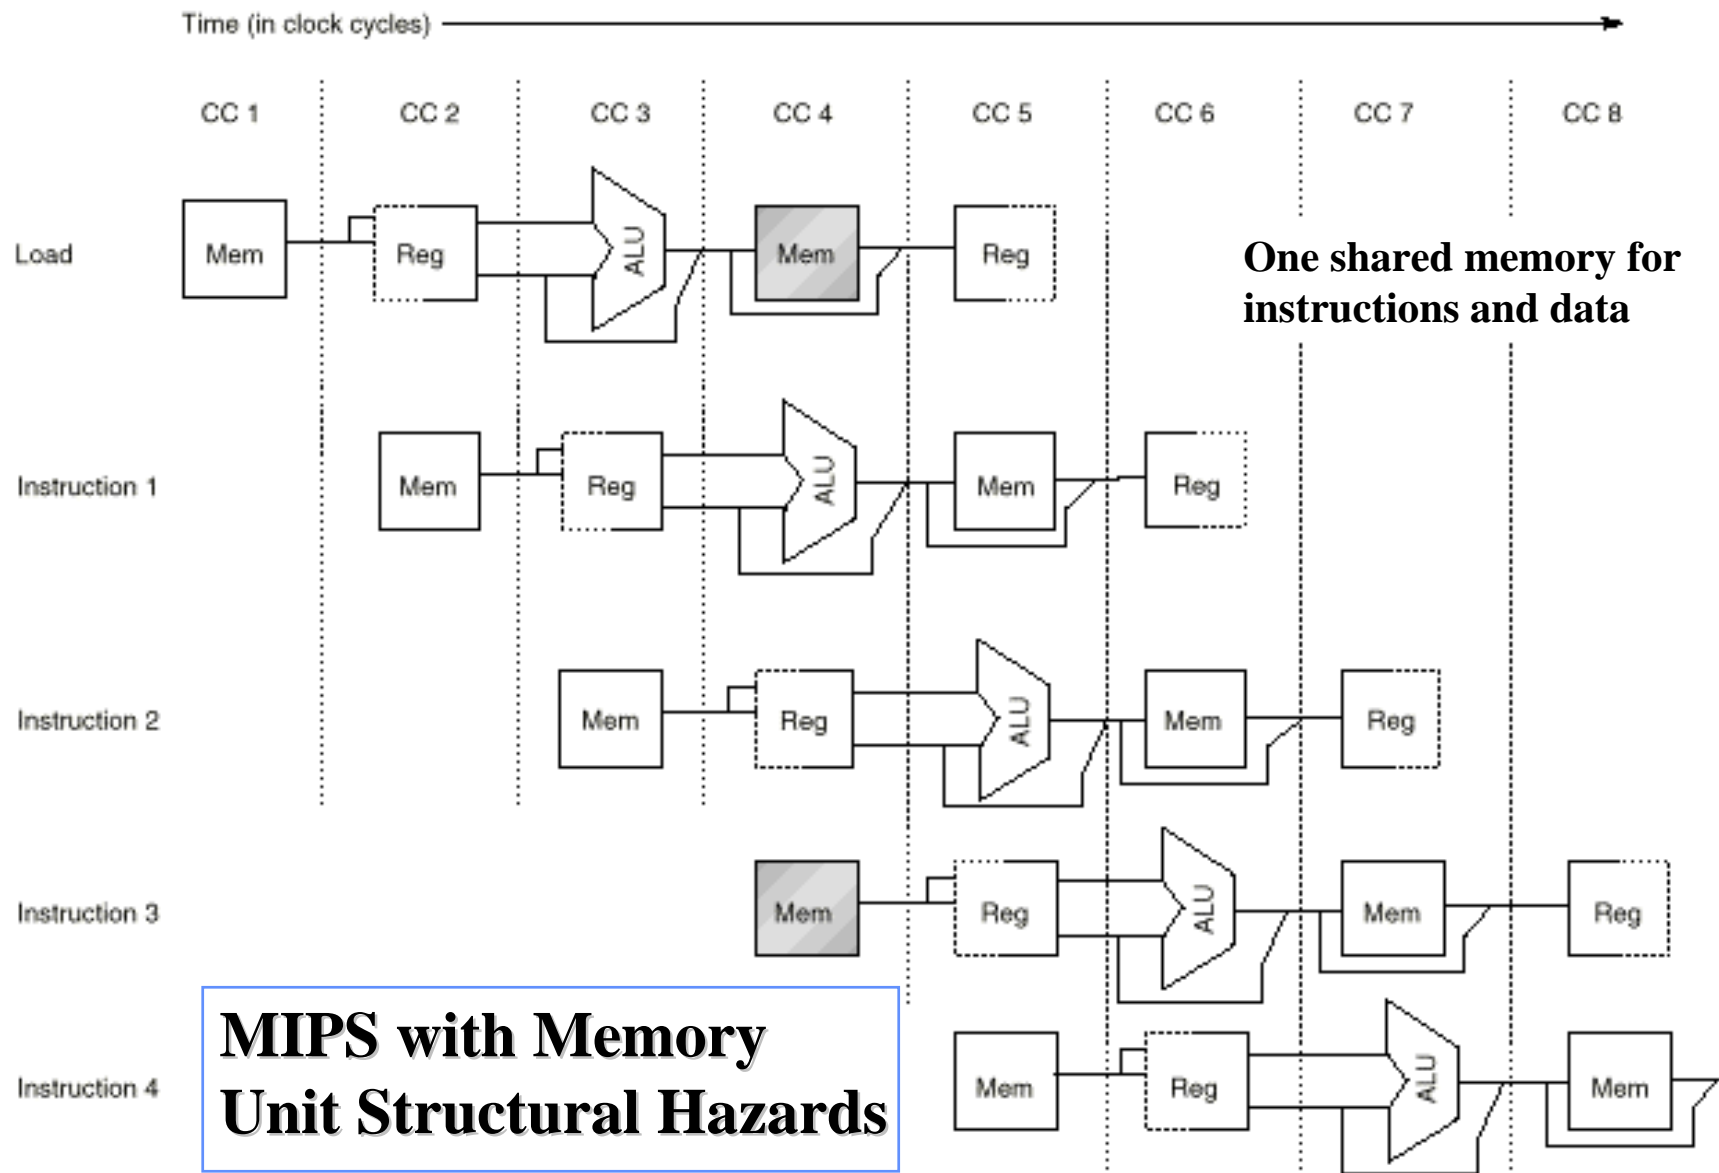 Time (in clock cycles)
CC 1 CC 2 CC 3 CC 4 CC 5 CC 6 CC 7 CC 8
Load Mem Reg ALU Mem Reg
One shared memory for
instructions and data
Instruction 1 Mem Reg ALU Mem Reg
Instruction 2 Mem Reg ALU Mem Reg
Instruction 3 Mem Reg ALU Mem Reg
Instruction 4 Mem Reg ALU Mem
MIPS with Memory
Unit Structural Hazards